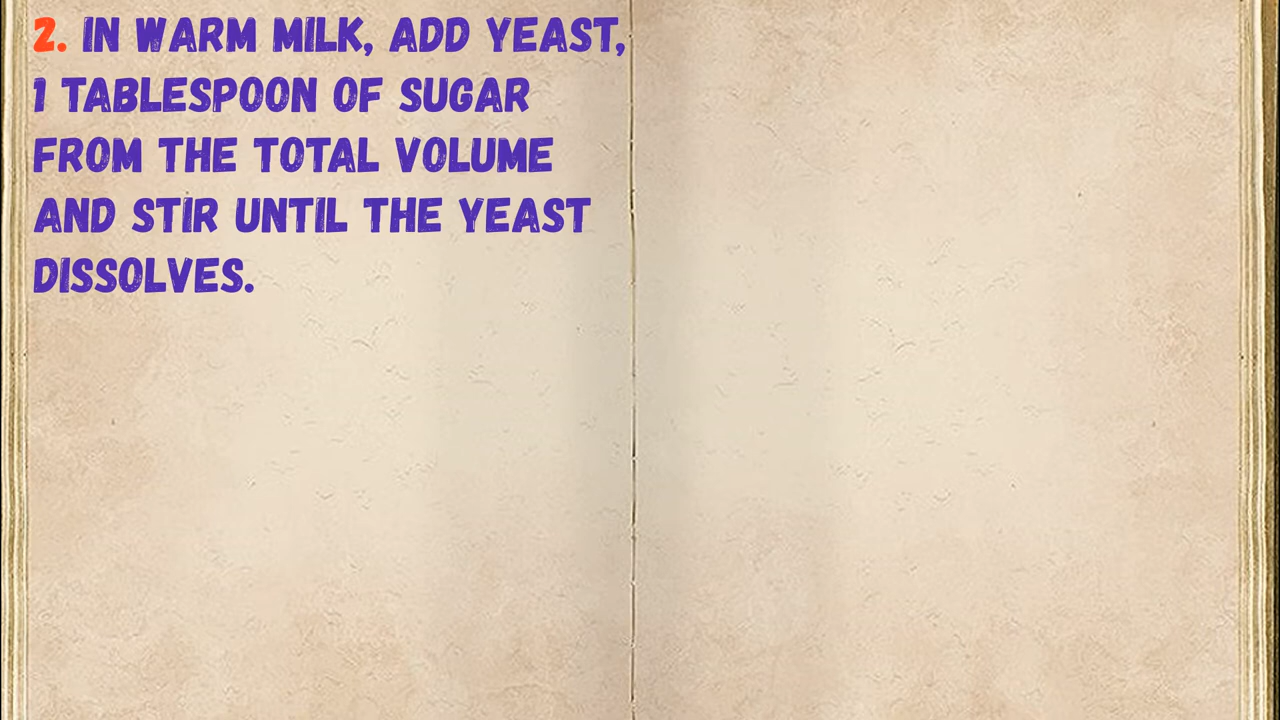 2. IN WARM MILK, ADD YEAST,
1 TABLESPOON OF SUGAR
FROM THE TOTAL VOLUME
AND STIR UNTIL THE YEAST
DISSOLVES.